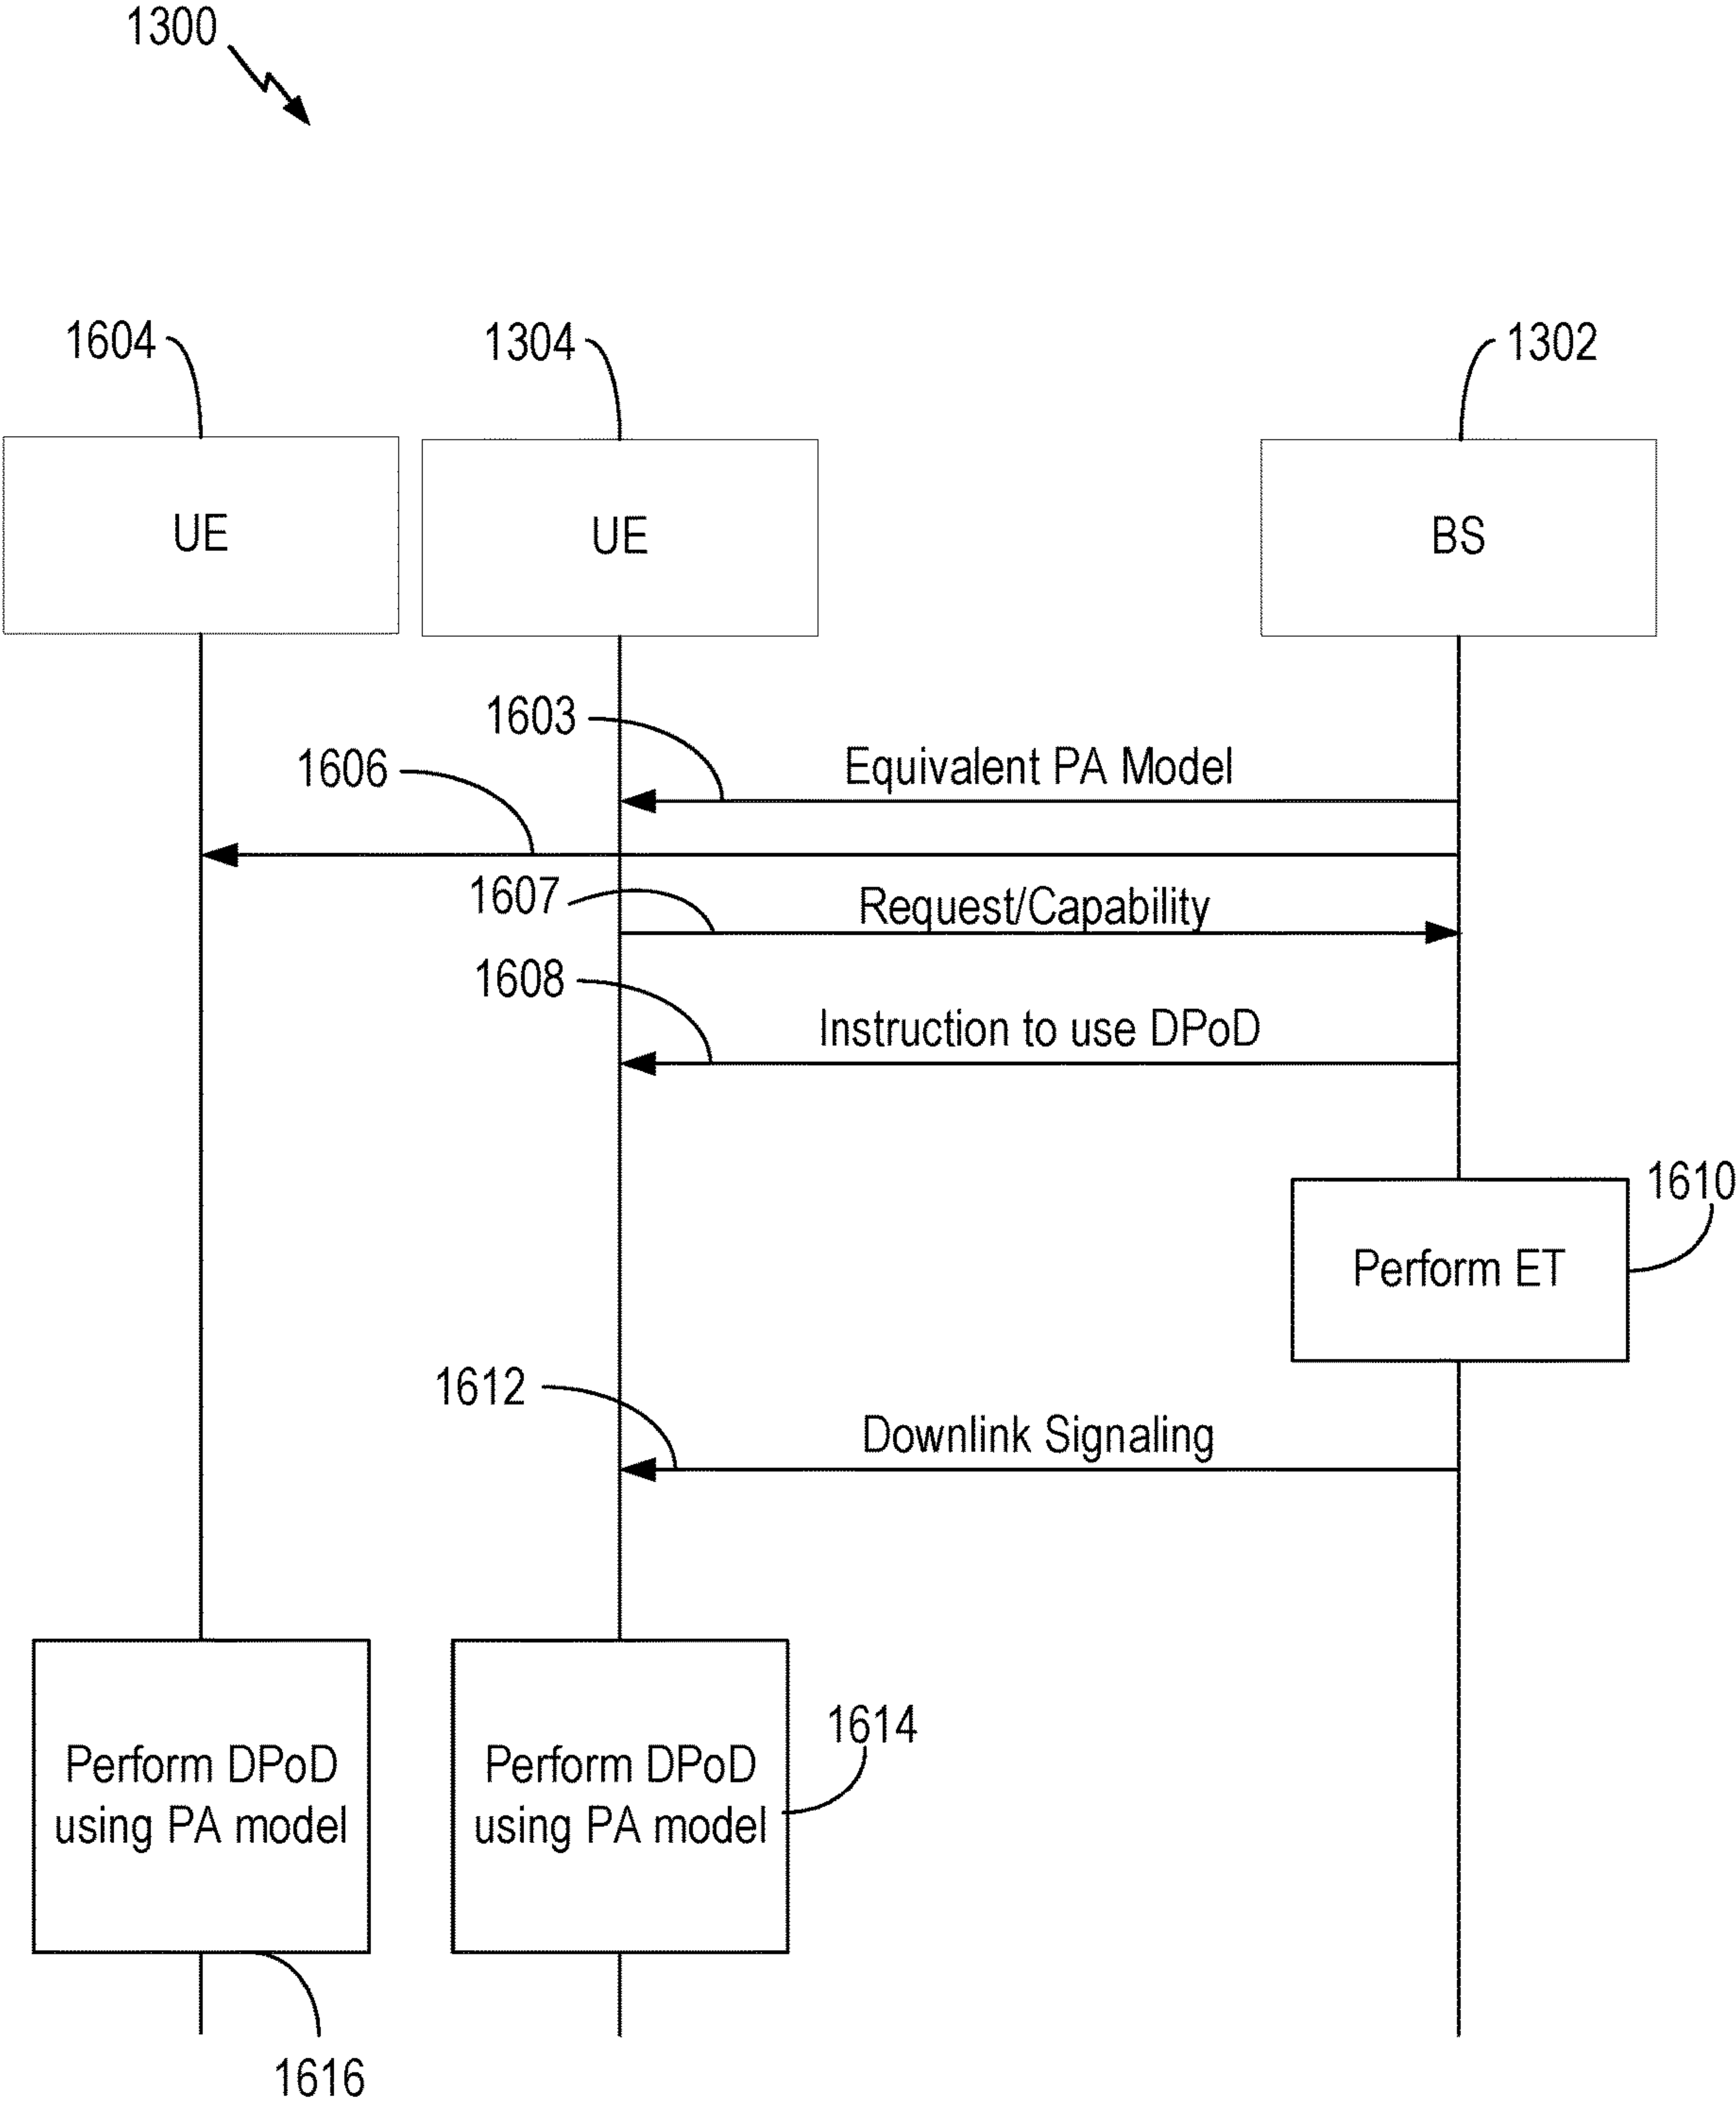 1300
1604
1304
1302
UE
UE
BS
1603
Equivalent PA Model
1606
1607
Request/Capability
1608
Instruction to use DPoD
1610
Perform ET
1612
Downlink Signaling
Perform DPoD
using PA model
Perform DPoD
using PA model
1614
1616